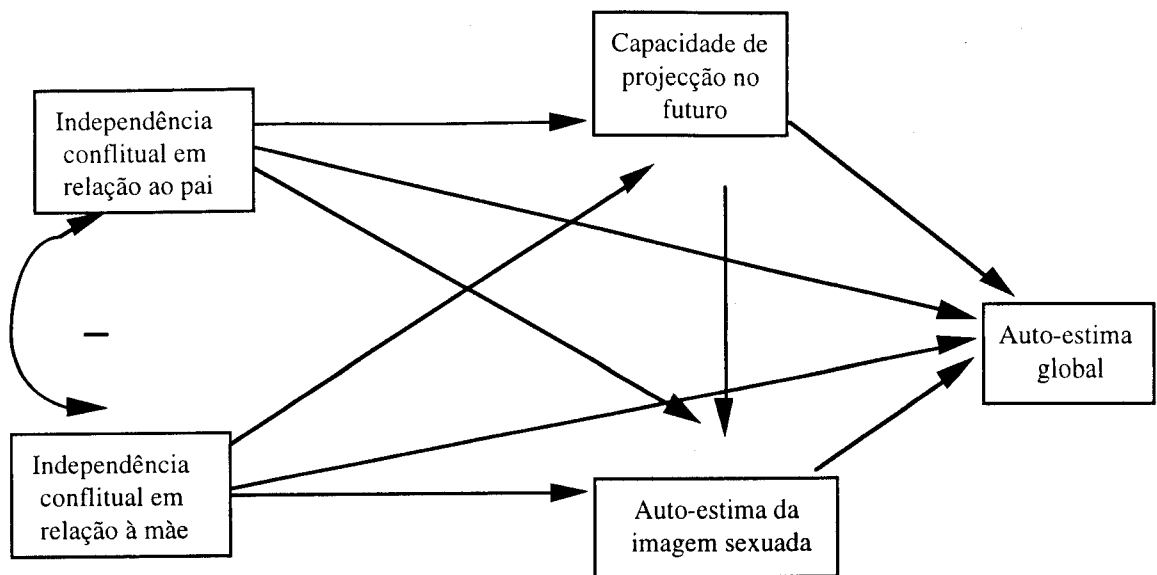 Capacidade de
projecção no
futuro
Independência
conflitual em
relação ao pai
–
Auto-estima
global
Independência
conflitual em
relação à màe
Auto-estima da
imagem sexuada